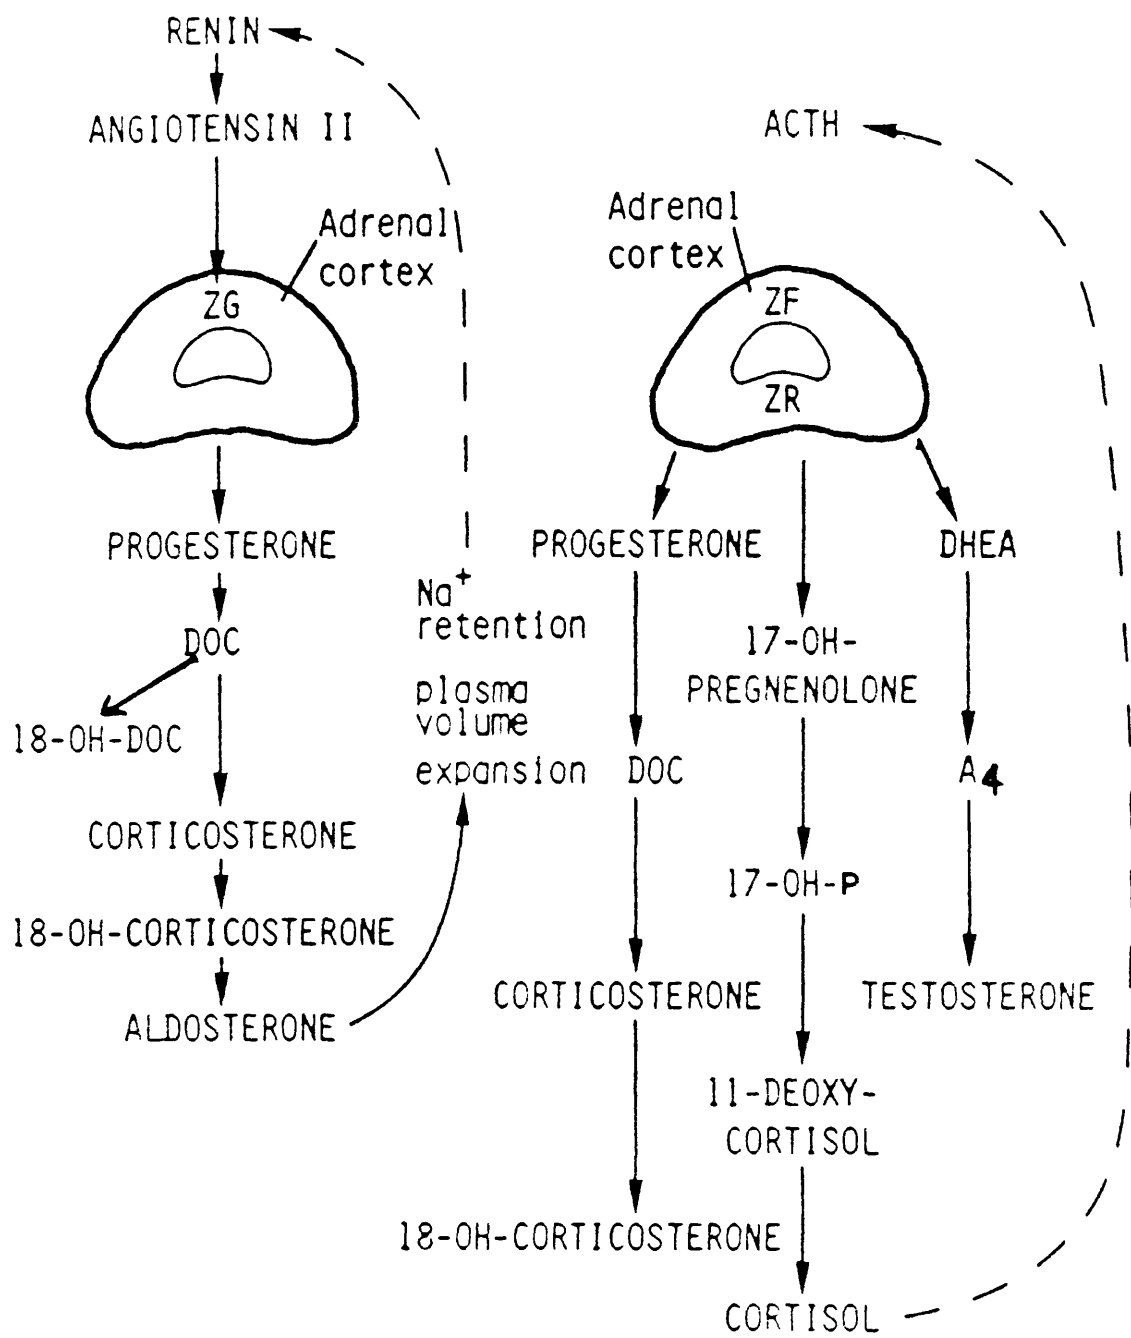 RENIN
ANGIOTENSIN II
Adrenal
cortex
ZG
PROGESTERONE
DOC
18-OH-DOC
CORTICOSTERONE
18-OH-CORTICOSTERONE
ALDOSTERONE
Na⁺
retention
plasma
volume
expansion
ACTH
Adrenal
cortex
ZF
ZR
PROGESTERONE
DOC
CORTICOSTERONE
18-OH-CORTICOSTERONE
17-OH-
PREGNENOLONE
17-OH-P
11-DEOXY-
CORTISOL
CORTISOL
DHEA
A4
TESTOSTERONE